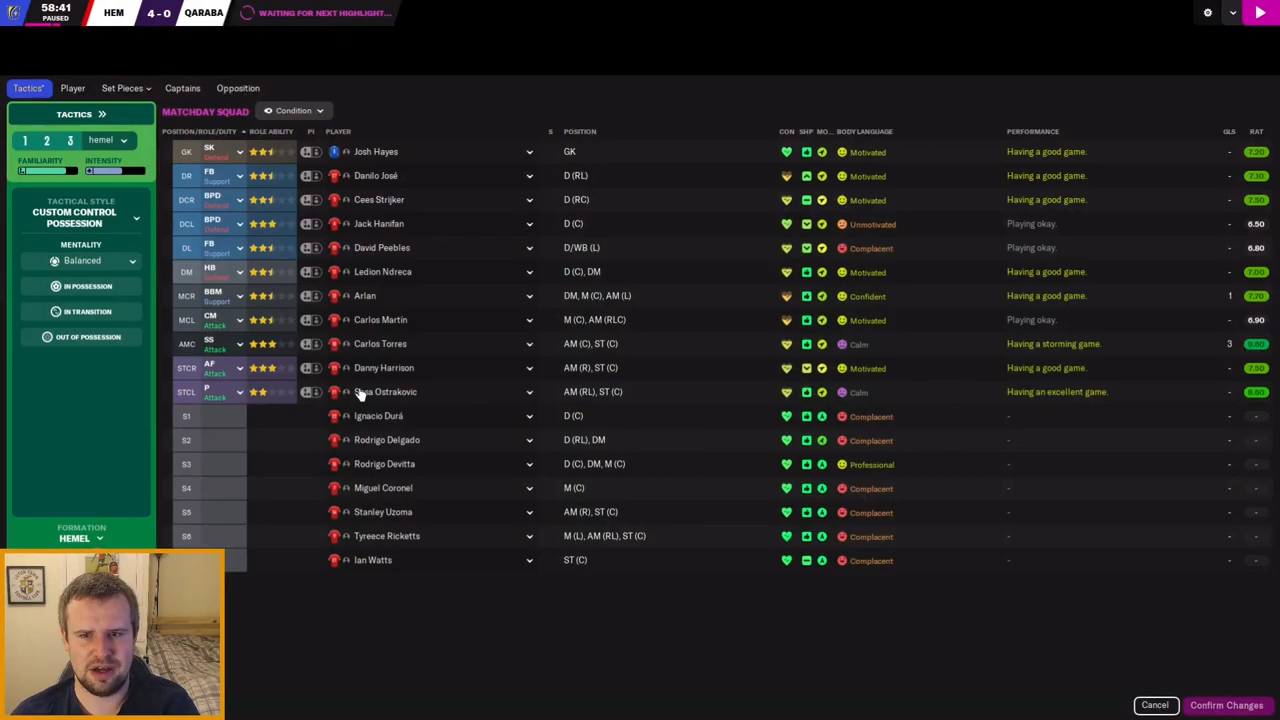 58:41
PAUSED
HEM 4 - 0 QARABA
WAITING FOR NEXT HIGHLIGHT...
Tactics* Player Set Pieces Captains Opposition
TACTICS
1 2 3 hemel
FAMILIARITY INTENSITY
TACTICAL STYLE
CUSTOM CONTROL
POSSESSION
MENTALITY
Balanced
IN POSSESSION
IN TRANSITION
OUT OF POSSESSION
FORMATION
HEMEL
MATCHDAY SQUAD Condition
POSITION/ROLE/DUTY ROLE ABILITY PI PLAYER S POSITION CON SHP MO... BODY LANGUAGE PERFORMANCE GLS RAT
GK SK Defend Josh Hayes GK Motivated Having a good game. - 7.20
DR FB Support Danilo José D (RL) Motivated Having a good game. - 7.10
DCR BPD Defend Cees Strijker D (RC) Motivated Having a good game. - 7.50
DCL BPD Defend Jack Hanifan D (C) Unmotivated Playing okay. - 6.50
DL FB Support David Peebles D/WB (L) Complacent Playing okay. - 6.80
DM HB Defend Ledion Ndreca D (C), DM Motivated Having a good game. - 7.00
MCR BBM Support Arlan DM, M (C), AM (L) Confident Having a good game. 1 7.70
MCL CM Attack Carlos Martín M (C), AM (RLC) Motivated Playing okay. - 6.90
AMC SS Attack Carlos Torres AM (C), ST (C) Calm Having a storming game. 3
STCR AF Attack Danny Harrison AM (R), ST (C) Motivated Having a good game. - 7.50
STCL P Attack Ostrakovic AM (RL), ST (C) Calm Having an excellent game. -
S1 Ignacio Durá D (C) Complacent - - -
S2 Rodrigo Delgado D (RL), DM Complacent - - -
S3 Rodrigo Devitta D (C), DM, M (C) Professional - - -
S4 Miguel Coronel M (C) Complacent - - -
S5 Stanley Uzoma AM (R), ST (C) Complacent - - -
S6 Tyreece Ricketts M (L), AM (RL), ST (C) Complacent - - -
Ian Watts ST (C) Complacent - - -
Cancel Confirm Changes